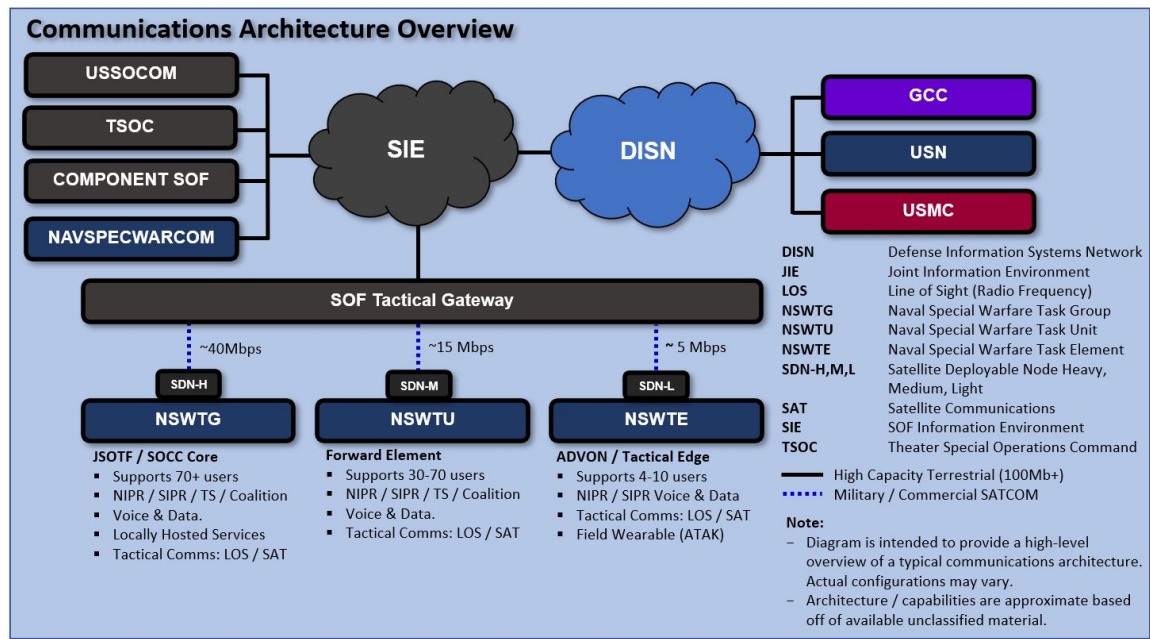 Communications Architecture Overview
USSOCOM
TSOC
COMPONENT SOF
NAVSPECWARCOM
SIE
DISN
GCC
USN
USMC
SOF Tactical Gateway
~40Mbps
~15 Mbps
~ 5 Mbps
SDN-H
SDN-M
SDN-L
NSWTG
NSWTU
NSWTE
JSOTF / SOCC Core
▪ Supports 70+ users
▪ NIPR / SIPR / TS / Coalition
▪ Voice & Data.
▪ Locally Hosted Services
▪ Tactical Comms: LOS / SAT
Forward Element
▪ Supports 30-70 users
▪ NIPR / SIPR / TS / Coalition
▪ Voice & Data.
▪ Tactical Comms: LOS / SAT
ADVON / Tactical Edge
▪ Supports 4-10 users
▪ NIPR / SIPR Voice & Data
▪ Tactical Comms: LOS / SAT
▪ Field Wearable (ATAK)
DISN Defense Information Systems Network
JIE Joint Information Environment
LOS Line of Sight (Radio Frequency)
NSWTG Naval Special Warfare Task Group
NSWTU Naval Special Warfare Task Unit
NSWTE Naval Special Warfare Task Element
SDN-H,M,L Satellite Deployable Node Heavy,
Medium, Light
SAT Satellite Communications
SIE SOF Information Environment
TSOC Theater Special Operations Command
High Capacity Terrestrial (100Mb+)
Military / Commercial SATCOM
Note:
– Diagram is intended to provide a high-level
overview of a typical communications architecture.
Actual configurations may vary.
– Architecture / capabilities are approximate based
off of available unclassified material.